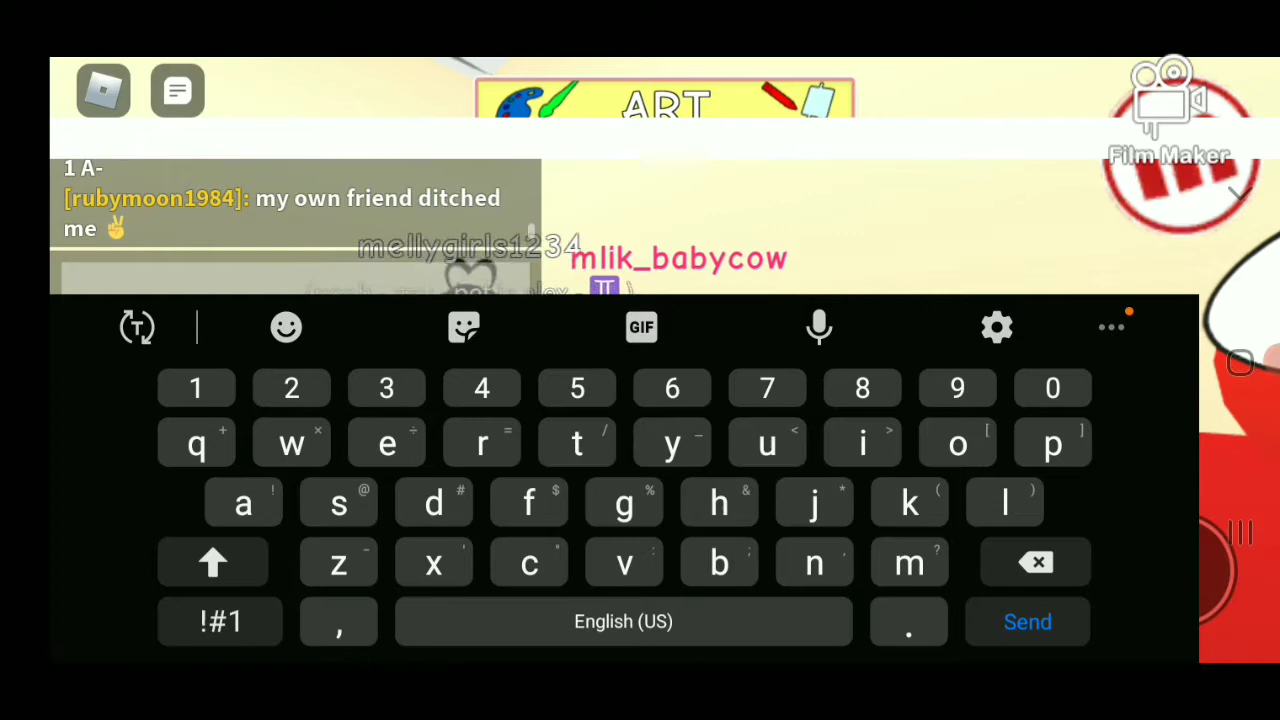 ART
Film Maker
1 A-
[rubymoon1984]: my own friend ditched
me ✌
mellygirls1234
mlik_babycow
GIF
1 2 3 4 5 6 7 8 9 0
q + w × e ÷ r = t / y _ u < i > o [ p ]
a ! s @ d # f $ g % h & j * k ( l )
z - x ' c " v : b ; n , m ?
!#1 , English (US) . Send